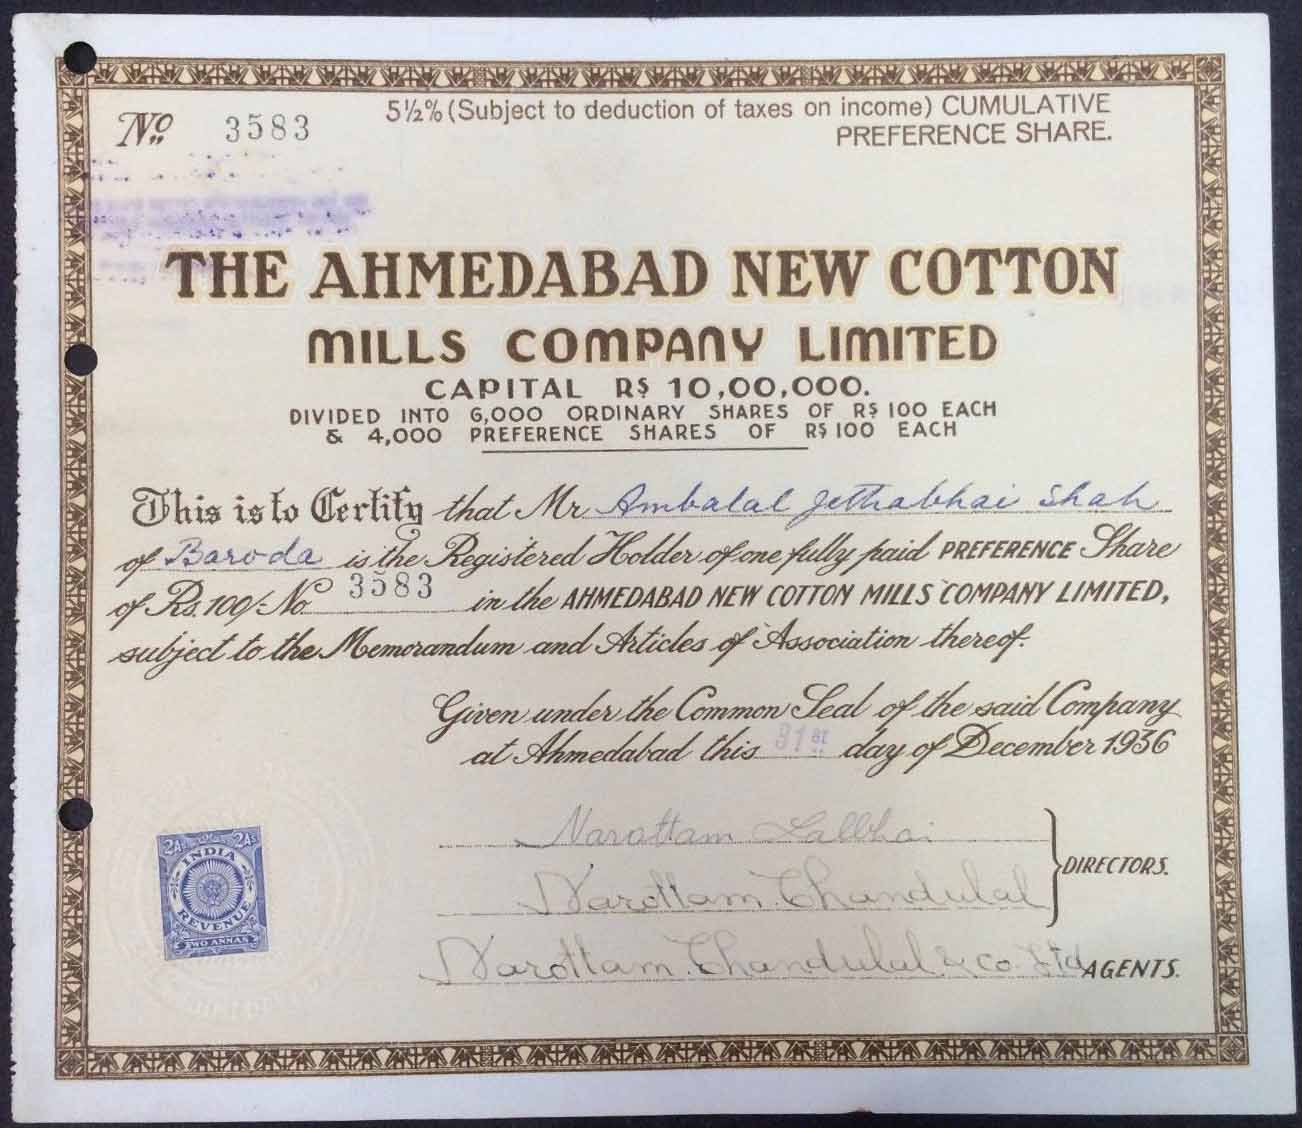 No 3583
5½% (Subject to deduction of taxes on income) CUMULATIVE
PREFERENCE SHARE.
THE AHMEDABAD NEW COTTON
MILLS COMPANY LIMITED
CAPITAL RS 10,00,000.
DIVIDED INTO 6,000 ORDINARY SHARES OF RS 100 EACH
& 4,000 PREFERENCE SHARES OF RS 100 EACH
This is to Certify that Mr Ambalal Jethabhai Shah
of Baroda is the Registered Holder of one fully paid PREFERENCE Share
of Rs. 100/- No 3583 in the AHMEDABAD NEW COTTON MILLS COMPANY LIMITED,
subject to the Memorandum and Articles of Association thereof.
Given under the Common Seal of the said Company
at Ahmedabad this 31st day of December 1936
Narottam Lalbhai
Narottam Chandulal
DIRECTORS.
Narottam Chandulal & Co. Ltd AGENTS.
2As 2As
INDIA
REVENUE
TWO ANNAS